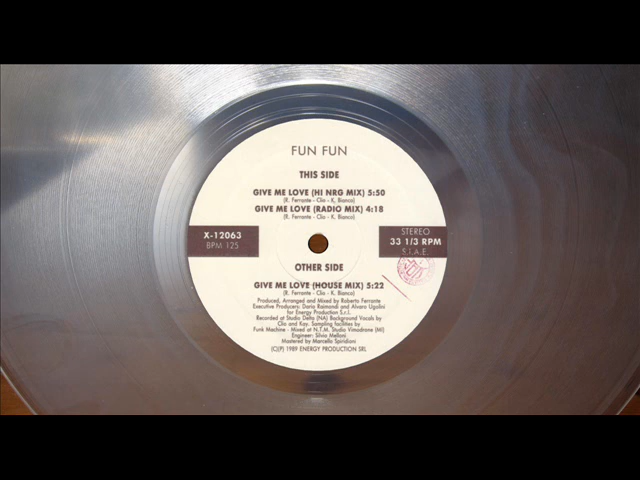 FUN FUN
THIS SIDE
GIVE ME LOVE (HI NRG MIX) 5:50
(R. Ferrante - Clio - K. Bianco)
GIVE ME LOVE (RADIO MIX) 4:18
(R. Ferrante - Clio - K. Bianco)
X-12063
BPM 125
STEREO
33 1/3 RPM
S.I.A.E.
OTHER SIDE
GIVE ME LOVE (HOUSE MIX) 5:22
(R. Ferrante - Clio - K. Bianco)
Produced, Arranged and Mixed by Roberto Ferrante
Executive Producers: Dario Raimondi and Alvaro Ugolini
for Energy Production S.r.l.
Recorded at Studio Delta (NA) Background Vocals by
Clio and Kay. Sampling facilities by
Funk Machine - Mixed at N.T.M. Studio Vimodrone (MI)
Engineer: Silvio Melloni
Mastered by Marcello Spiridioni
(C)(P) 1989 ENERGY PRODUCTION SRL